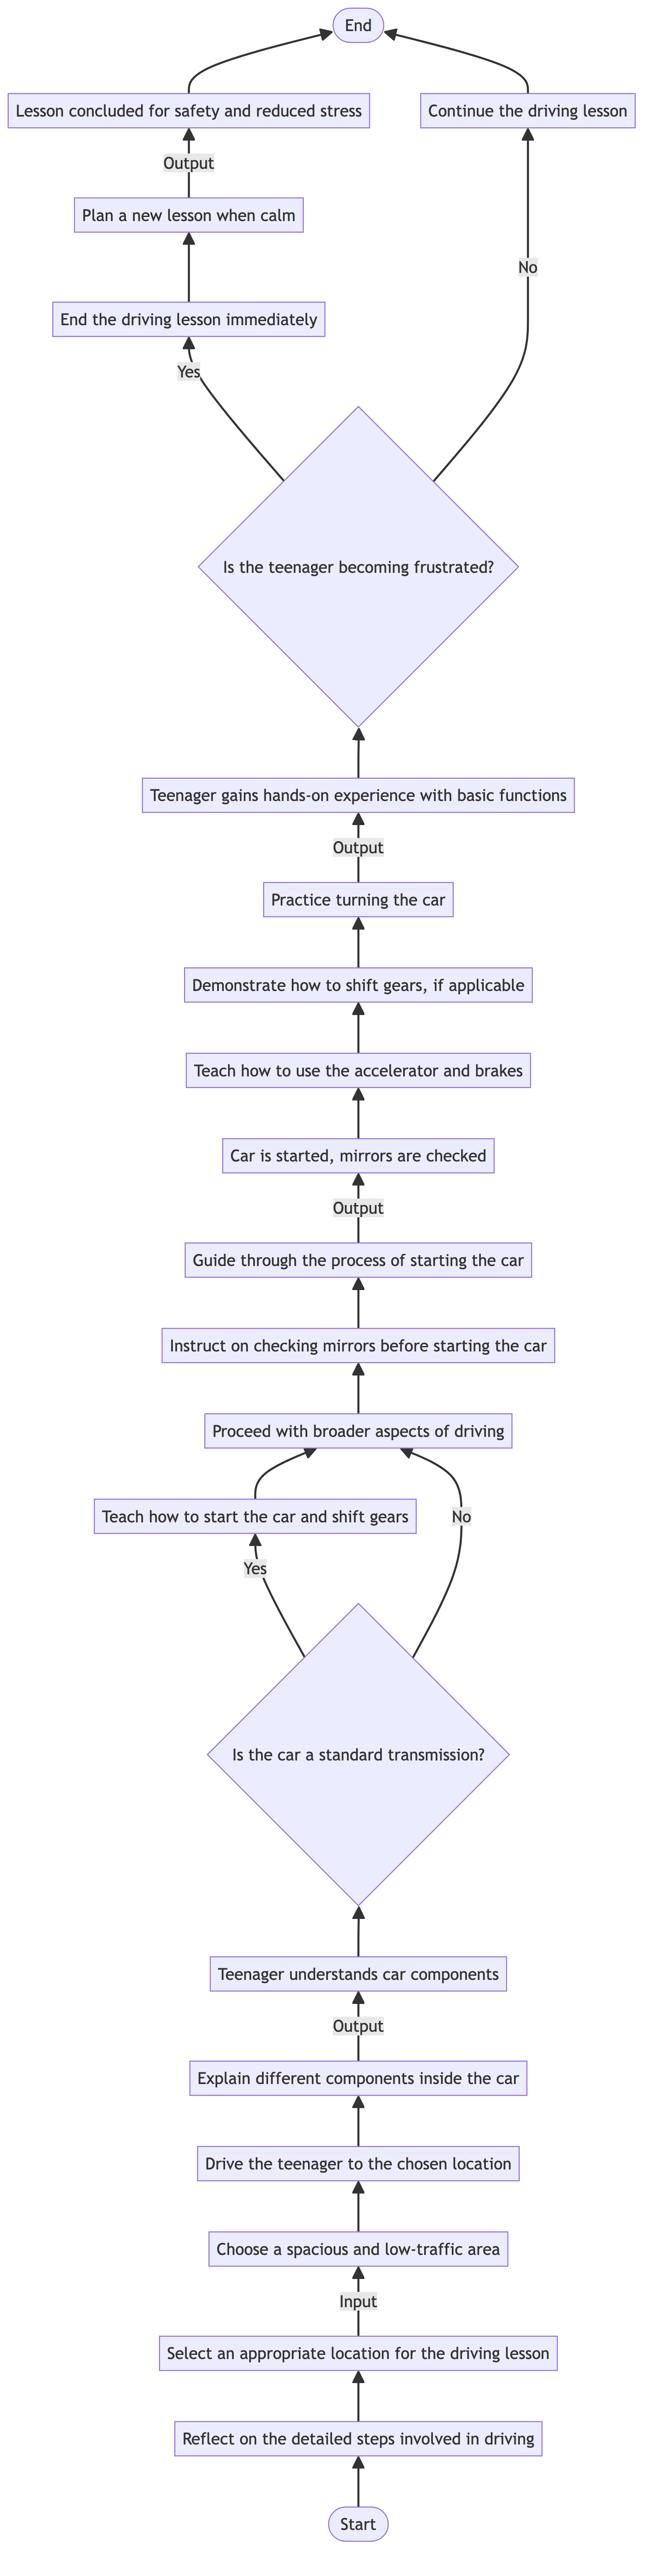 End
Lesson concluded for safety and reduced stress
Continue the driving lesson
Output
Plan a new lesson when calm
No
End the driving lesson immediately
Yes
Is the teenager becoming frustrated?
Teenager gains hands-on experience with basic functions
Output
Practice turning the car
Demonstrate how to shift gears, if applicable
Teach how to use the accelerator and brakes
Car is started, mirrors are checked
Output
Guide through the process of starting the car
Instruct on checking mirrors before starting the car
Proceed with broader aspects of driving
Teach how to start the car and shift gears
No
Yes
Is the car a standard transmission?
Teenager understands car components
Output
Explain different components inside the car
Drive the teenager to the chosen location
Choose a spacious and low-traffic area
Input
Select an appropriate location for the driving lesson
Reflect on the detailed steps involved in driving
Start